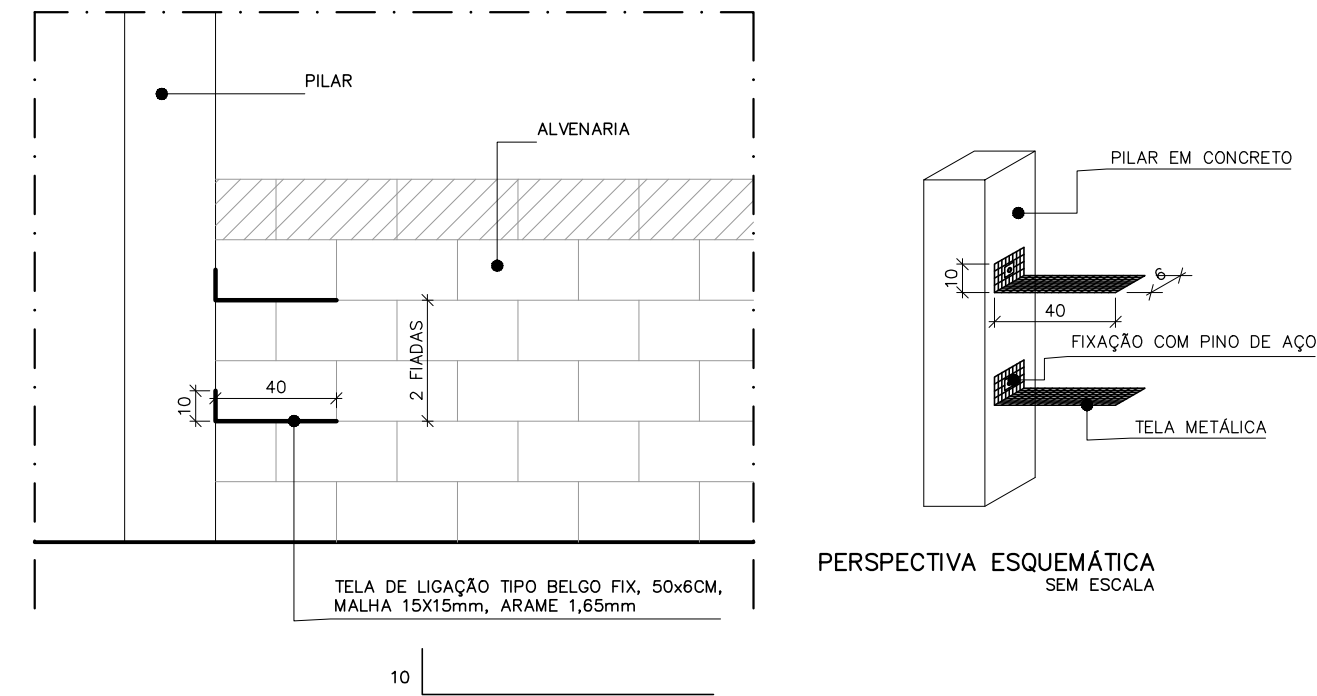 PILAR
ALVENARIA
2 FIADAS
40
10
TELA DE LIGAÇÃO TIPO BELGO FIX, 50x6CM,
MALHA 15X15mm, ARAME 1,65mm
10
PILAR EM CONCRETO
10
6
40
FIXAÇÃO COM PINO DE AÇO
TELA METÁLICA
PERSPECTIVA ESQUEMÁTICA
SEM ESCALA